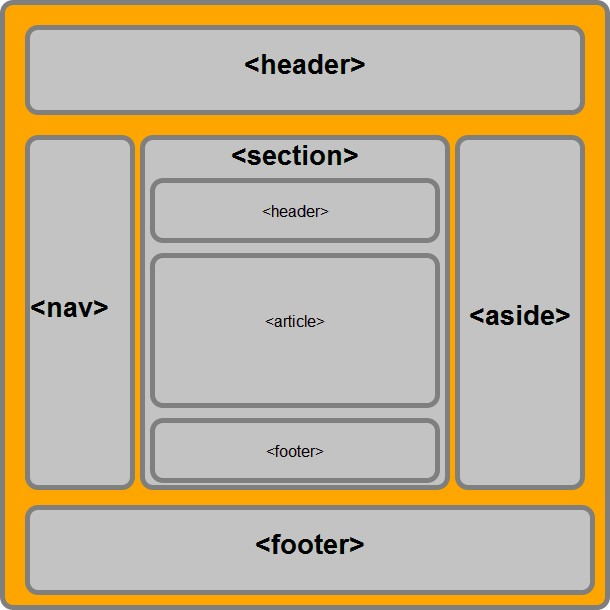 <header>
<section>
<header>
<nav>
<article>
<aside>
<footer>
<footer>